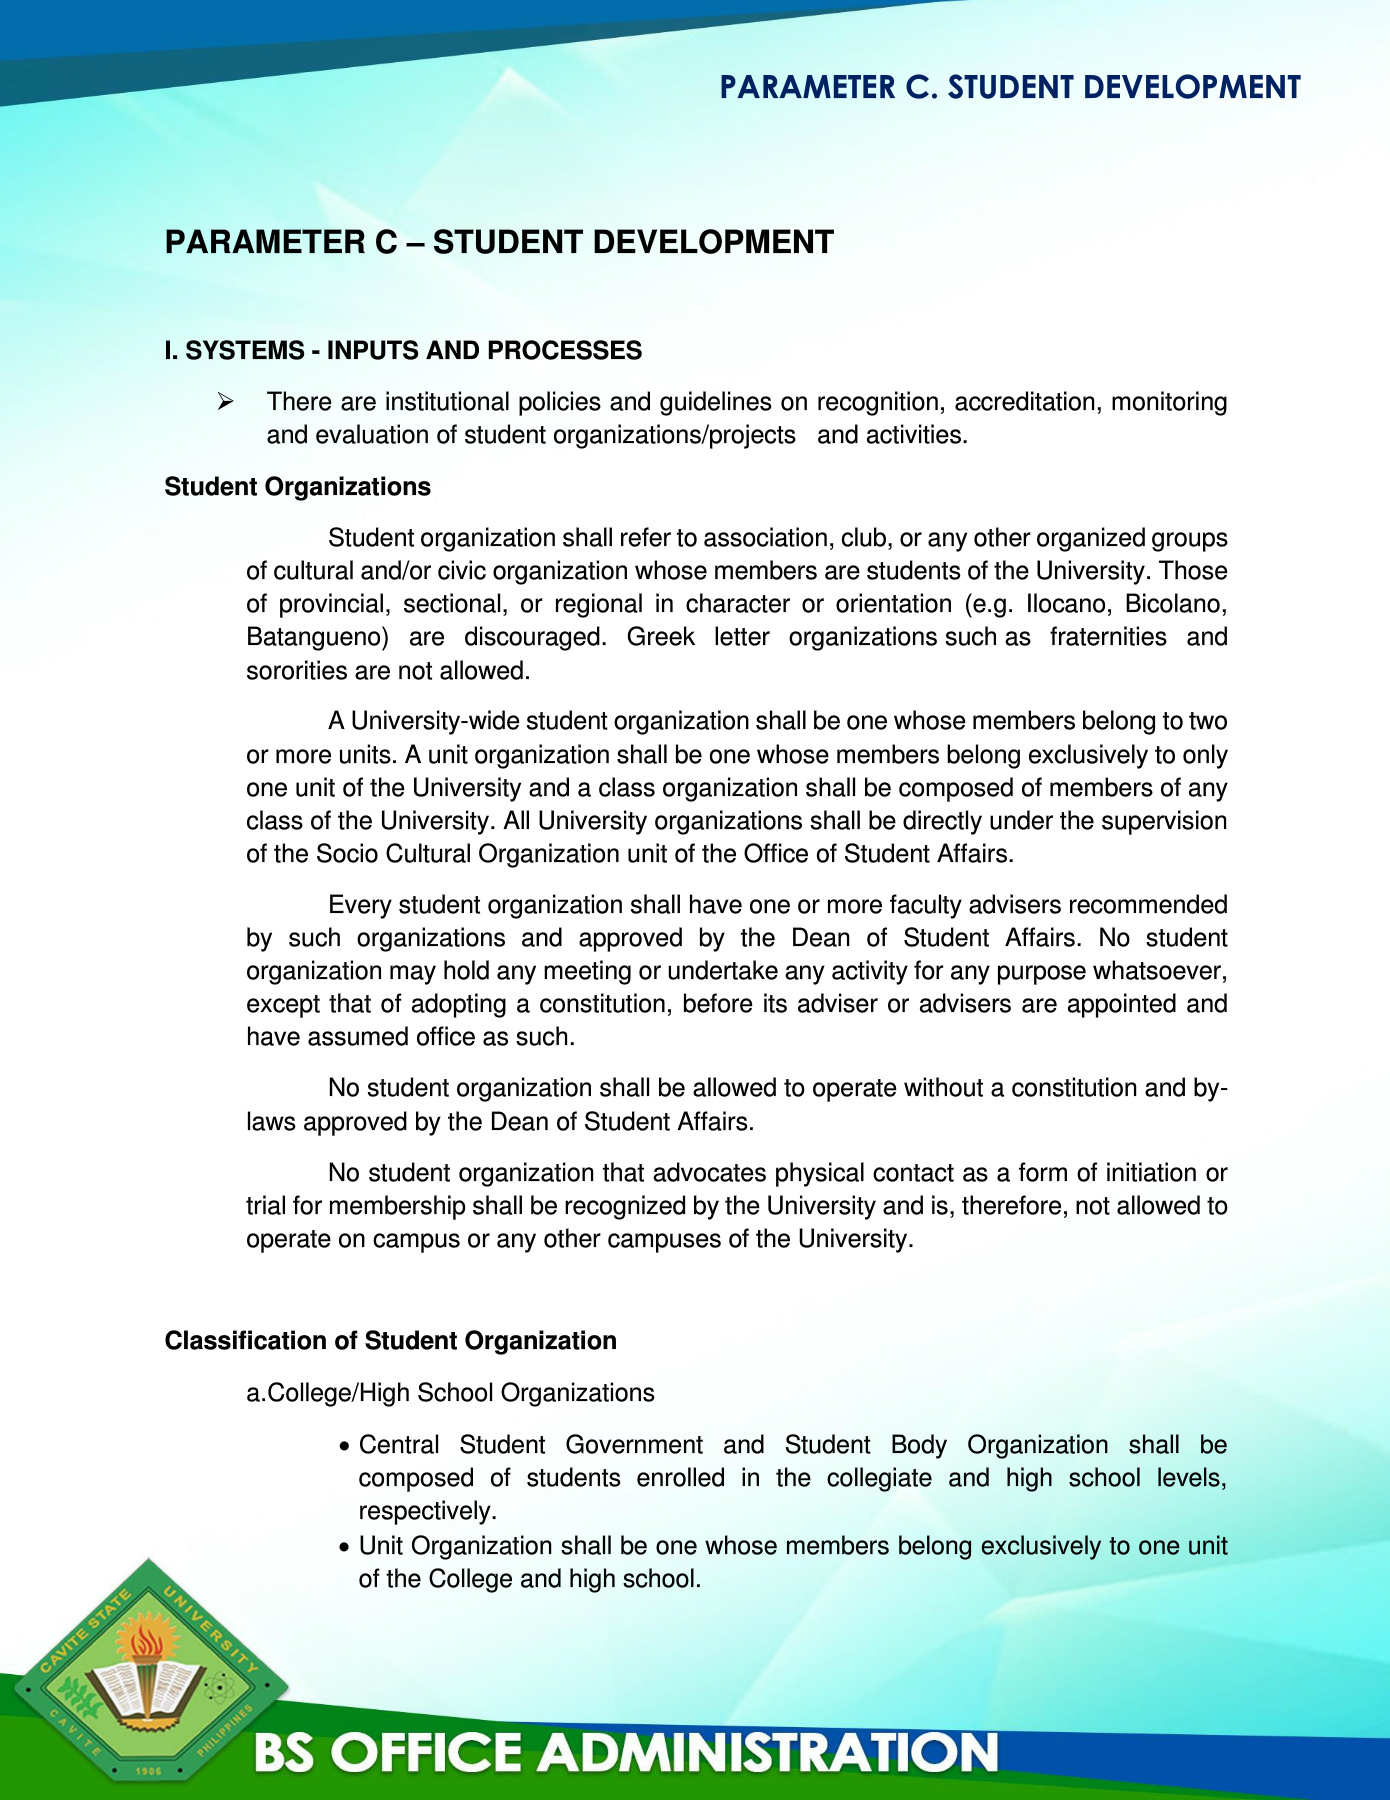 PARAMETER C. STUDENT DEVELOPMENT
PARAMETER C – STUDENT DEVELOPMENT
I. SYSTEMS - INPUTS AND PROCESSES
➢ There are institutional policies and guidelines on recognition, accreditation, monitoring
and evaluation of student organizations/projects and activities.
Student Organizations
Student organization shall refer to association, club, or any other organized groups
of cultural and/or civic organization whose members are students of the University. Those
of provincial, sectional, or regional in character or orientation (e.g. Ilocano, Bicolano,
Batangueno) are discouraged. Greek letter organizations such as fraternities and
sororities are not allowed.
A University-wide student organization shall be one whose members belong to two
or more units. A unit organization shall be one whose members belong exclusively to only
one unit of the University and a class organization shall be composed of members of any
class of the University. All University organizations shall be directly under the supervision
of the Socio Cultural Organization unit of the Office of Student Affairs.
Every student organization shall have one or more faculty advisers recommended
by such organizations and approved by the Dean of Student Affairs. No student
organization may hold any meeting or undertake any activity for any purpose whatsoever,
except that of adopting a constitution, before its adviser or advisers are appointed and
have assumed office as such.
No student organization shall be allowed to operate without a constitution and by-
laws approved by the Dean of Student Affairs.
No student organization that advocates physical contact as a form of initiation or
trial for membership shall be recognized by the University and is, therefore, not allowed to
operate on campus or any other campuses of the University.
Classification of Student Organization
a.College/High School Organizations
• Central Student Government and Student Body Organization shall be
composed of students enrolled in the collegiate and high school levels,
respectively.
• Unit Organization shall be one whose members belong exclusively to one unit
of the College and high school.
CAVITE STATE UNIVERSITY
CAVITE PHILIPPINES
1906
BS OFFICE ADMINISTRATION